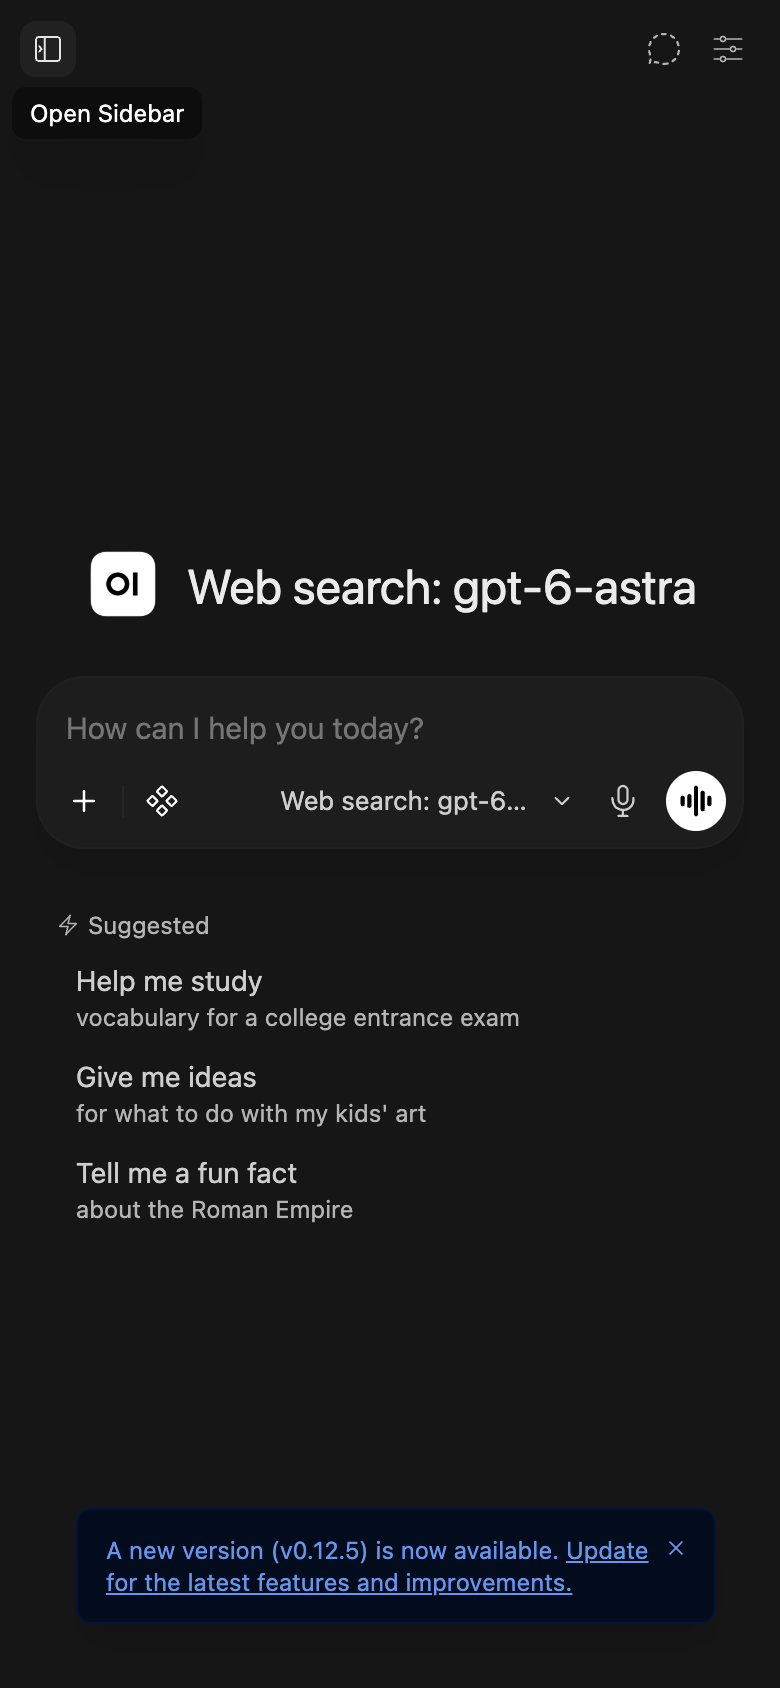 Open Sidebar
OI
Web search: gpt-6-astra
How can I help you today?
Web search: gpt-6...
Suggested
Help me study
vocabulary for a college entrance exam
Give me ideas
for what to do with my kids' art
Tell me a fun fact
about the Roman Empire
A new version (v0.12.5) is now available. Update
for the latest features and improvements.